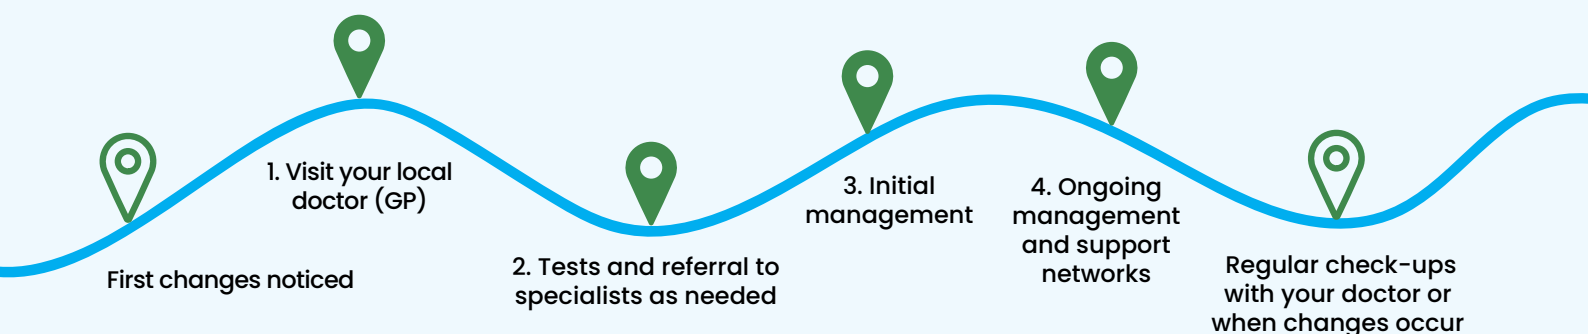 First changes noticed
1. Visit your local
doctor (GP)
2. Tests and referral to
specialists as needed
3. Initial
management
4. Ongoing
management
and support
networks
Regular check-ups
with your doctor or
when changes occur